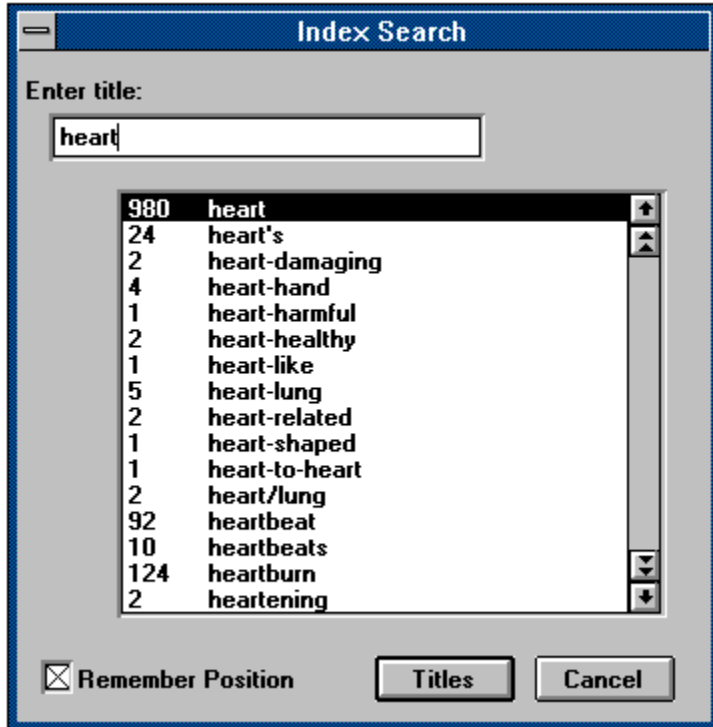 Index Search
Enter title:
heart
980 heart
24 heart's
2 heart-damaging
4 heart-hand
1 heart-harmful
2 heart-healthy
1 heart-like
5 heart-lung
2 heart-related
1 heart-shaped
1 heart-to-heart
2 heart/lung
92 heartbeat
10 heartbeats
124 heartburn
2 heartening
Remember Position Titles Cancel